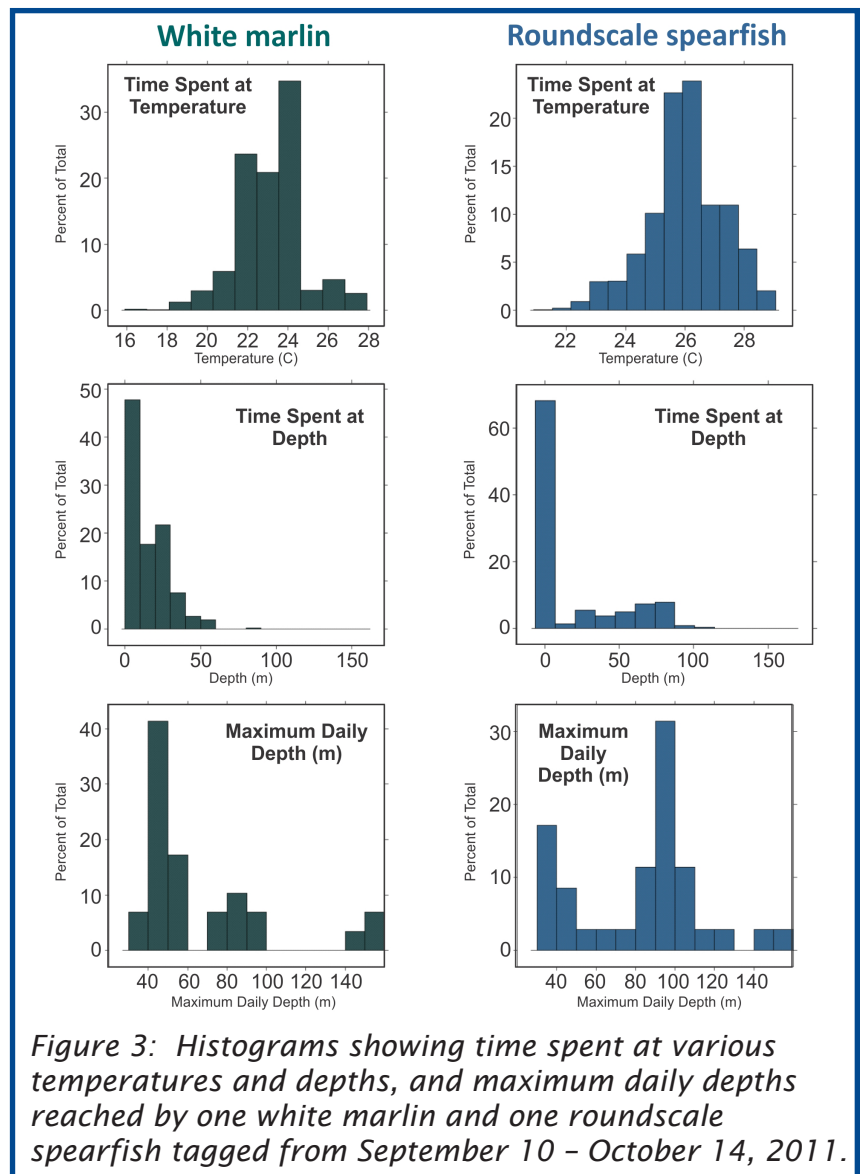 White marlin
Roundscale spearfish
Time Spent at
Temperature
Percent of Total
30
20
10
0
16 18 20 22 24 26 28
Temperature (C)
Time Spent at
Temperature
Percent of Total
20
15
10
5
0
22 24 26 28
Temperature (C)
Time Spent at
Depth
Percent of Total
50
40
30
20
10
0
0 50 100 150
Depth (m)
Time Spent at
Depth
Percent of Total
60
40
20
0
0 50 100 150
Depth (m)
Maximum Daily
Depth (m)
Percent of Total
40
30
20
10
0
40 60 80 100 120 140
Maximum Daily Depth (m)
Maximum
Daily
Depth (m)
Percent of Total
30
20
10
0
40 60 80 100 120 140
Maximum Daily Depth (m)
Figure 3: Histograms showing time spent at various
temperatures and depths, and maximum daily depths
reached by one white marlin and one roundscale
spearfish tagged from September 10 – October 14, 2011.